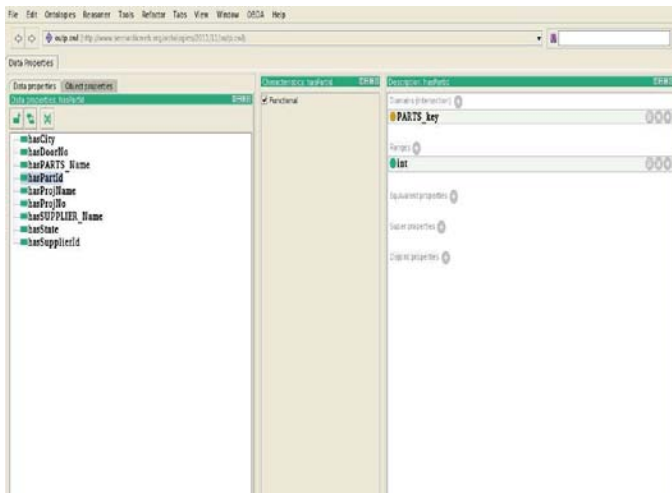 File Edit Ontologies Reasoner Tools Refactor Tabs View Window OBDA Help
Data Properties
Data properties Object properties
Data properties: hasPartId
hasCity
hasDoorNo
hasPARTS_Name
hasPartId
hasProjName
hasProjNo
hasSUPPLIER_Name
hasState
hasSupplierId
Characteristics: hasPartId
Functional
Description: hasPartId
Domains (intersection)
PARTS_key
Ranges
int
Equivalent properties
Super properties
Disjoint properties